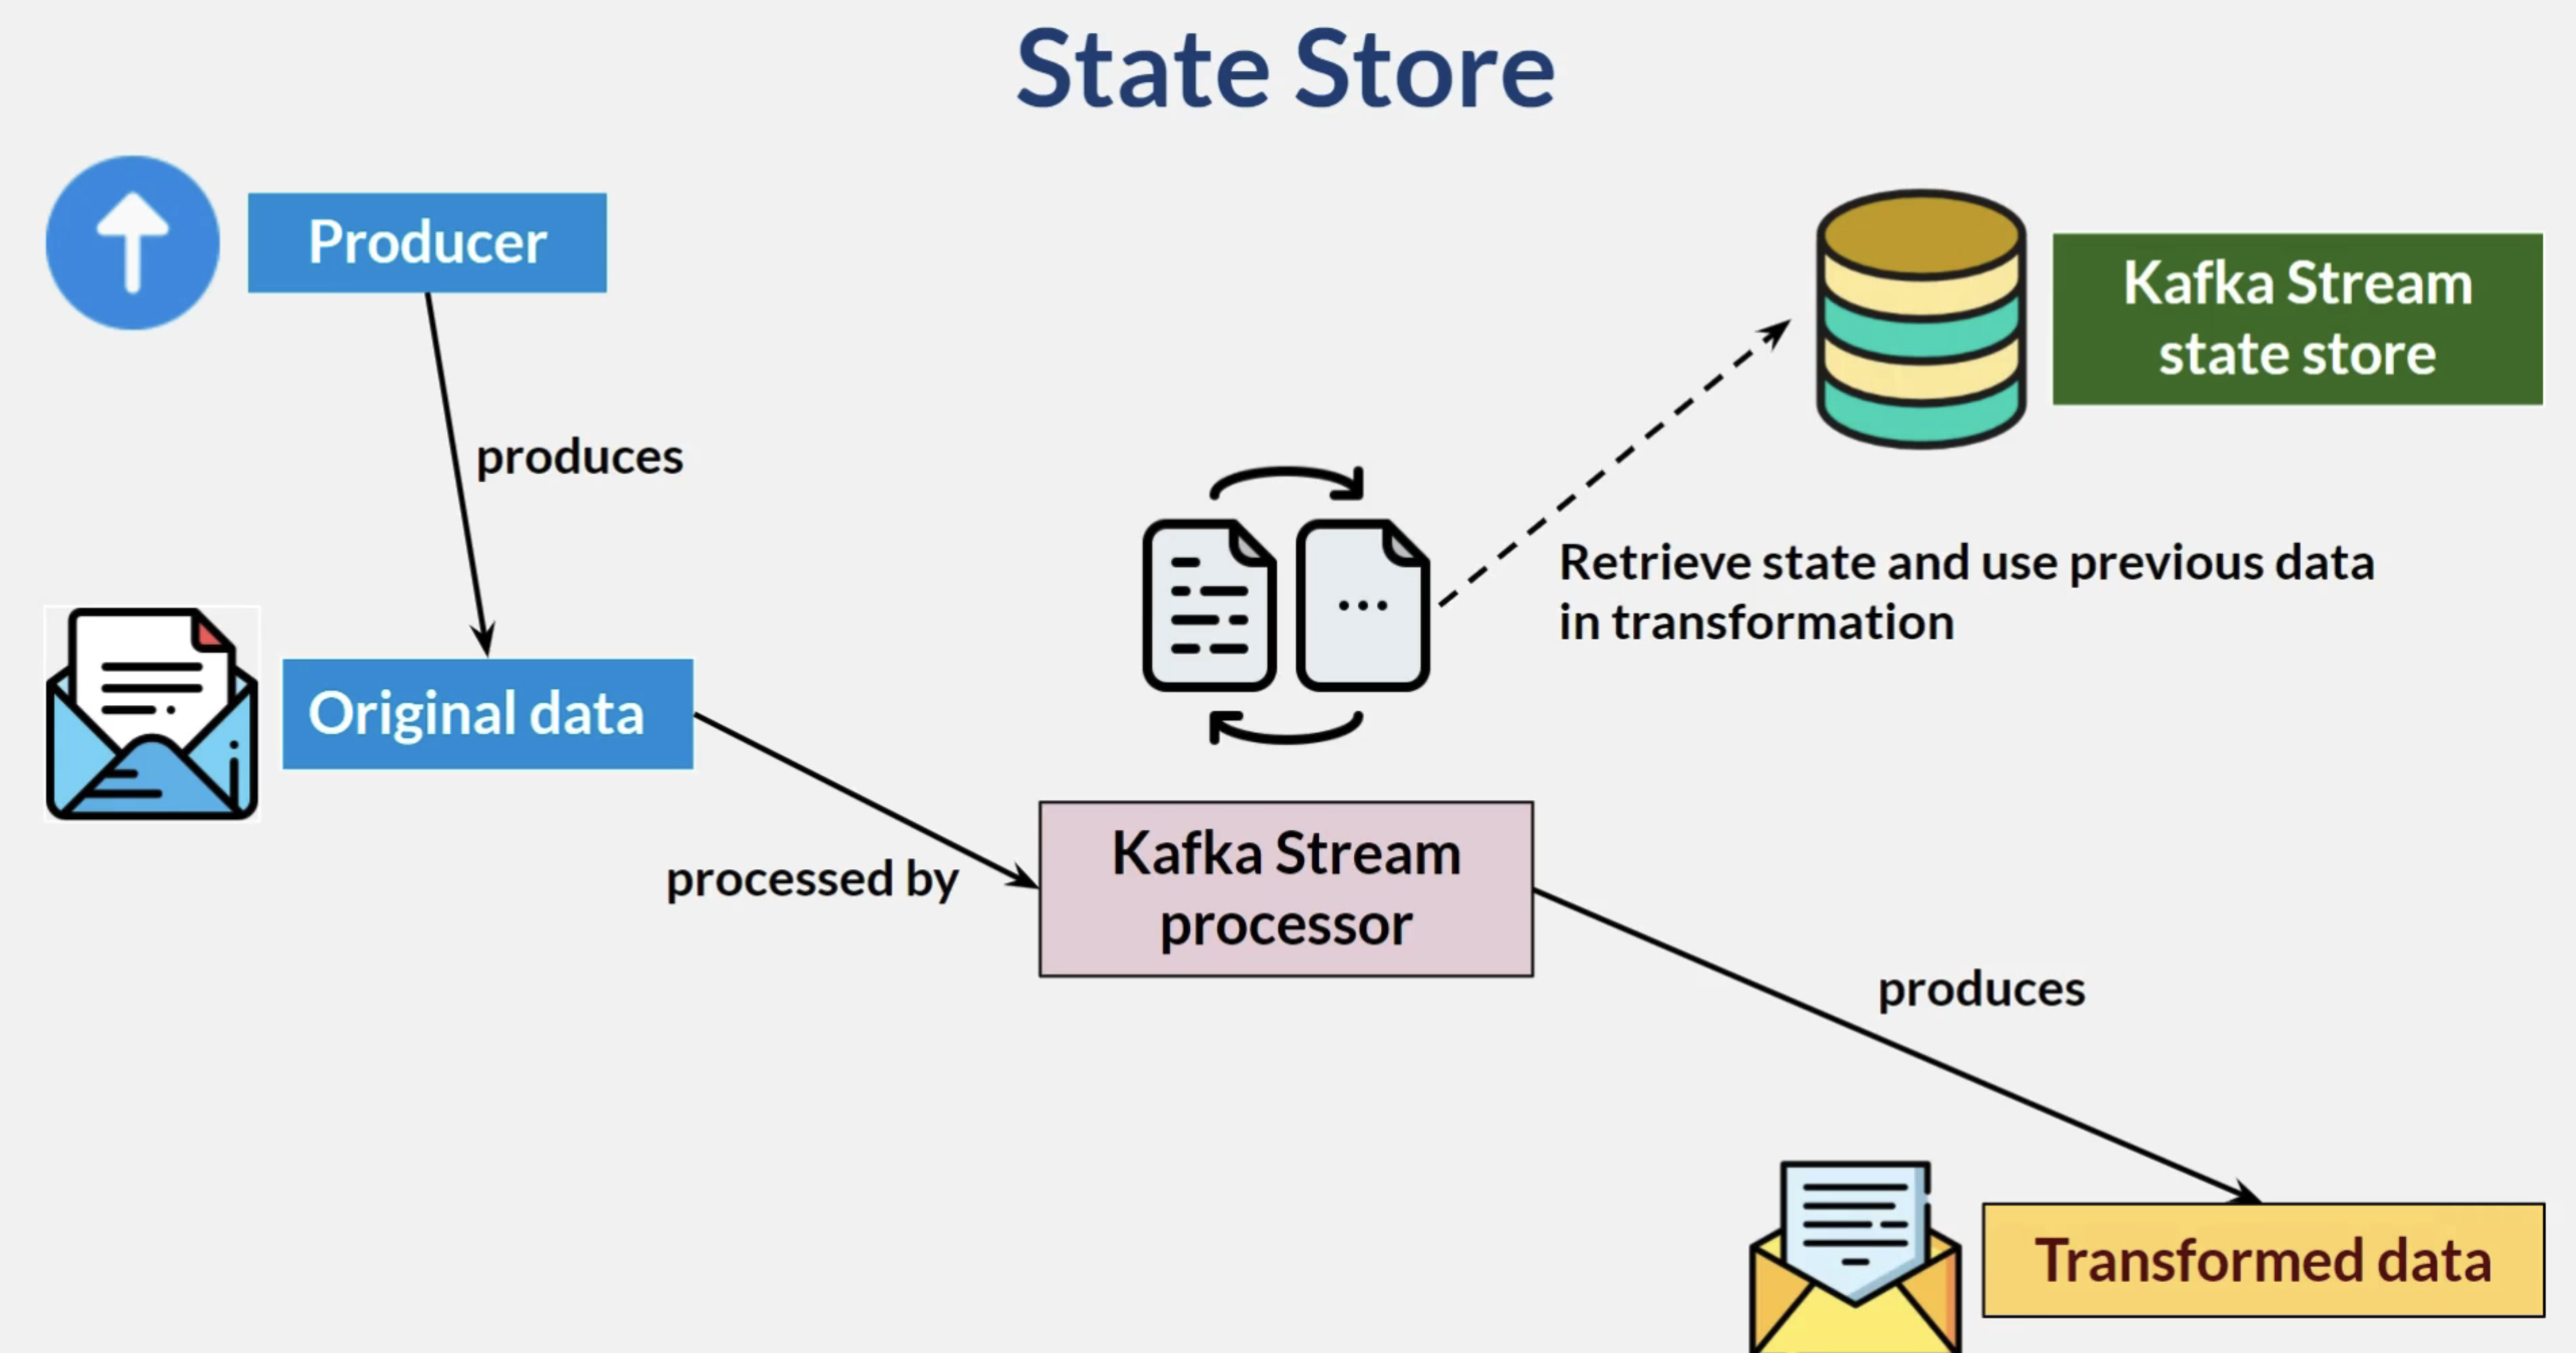 State Store
Producer
Kafka Stream
state store
produces
Retrieve state and use previous data
in transformation
Original data
processed by
Kafka Stream
processor
produces
Transformed data